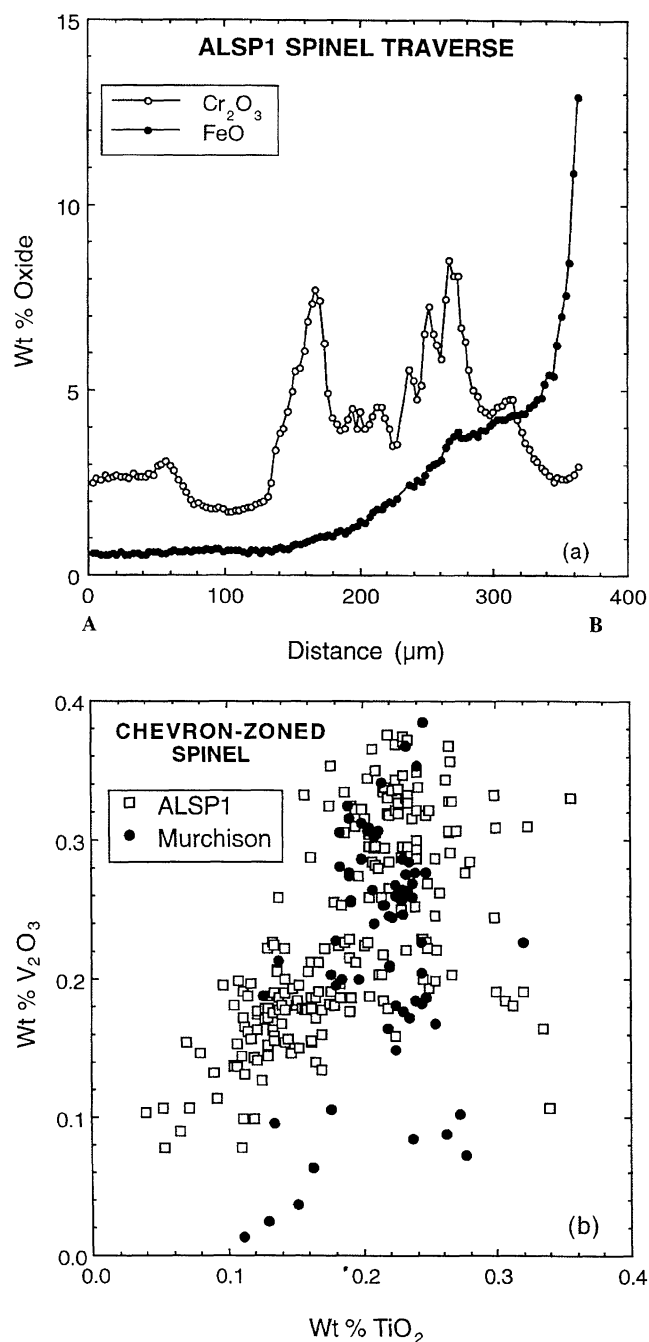 15
ALSP1 SPINEL TRAVERSE
Cr₂O₃
FeO
10
Wt % Oxide
5
(a)
0
0 100 200 300 400
A B
Distance (µm)
0.4
CHEVRON-ZONED
SPINEL
ALSP1
Murchison
0.3
Wt % V₂O₃
0.2
0.1
(b)
0.0
0.0 0.1 0.2 0.3 0.4
Wt % TiO₂